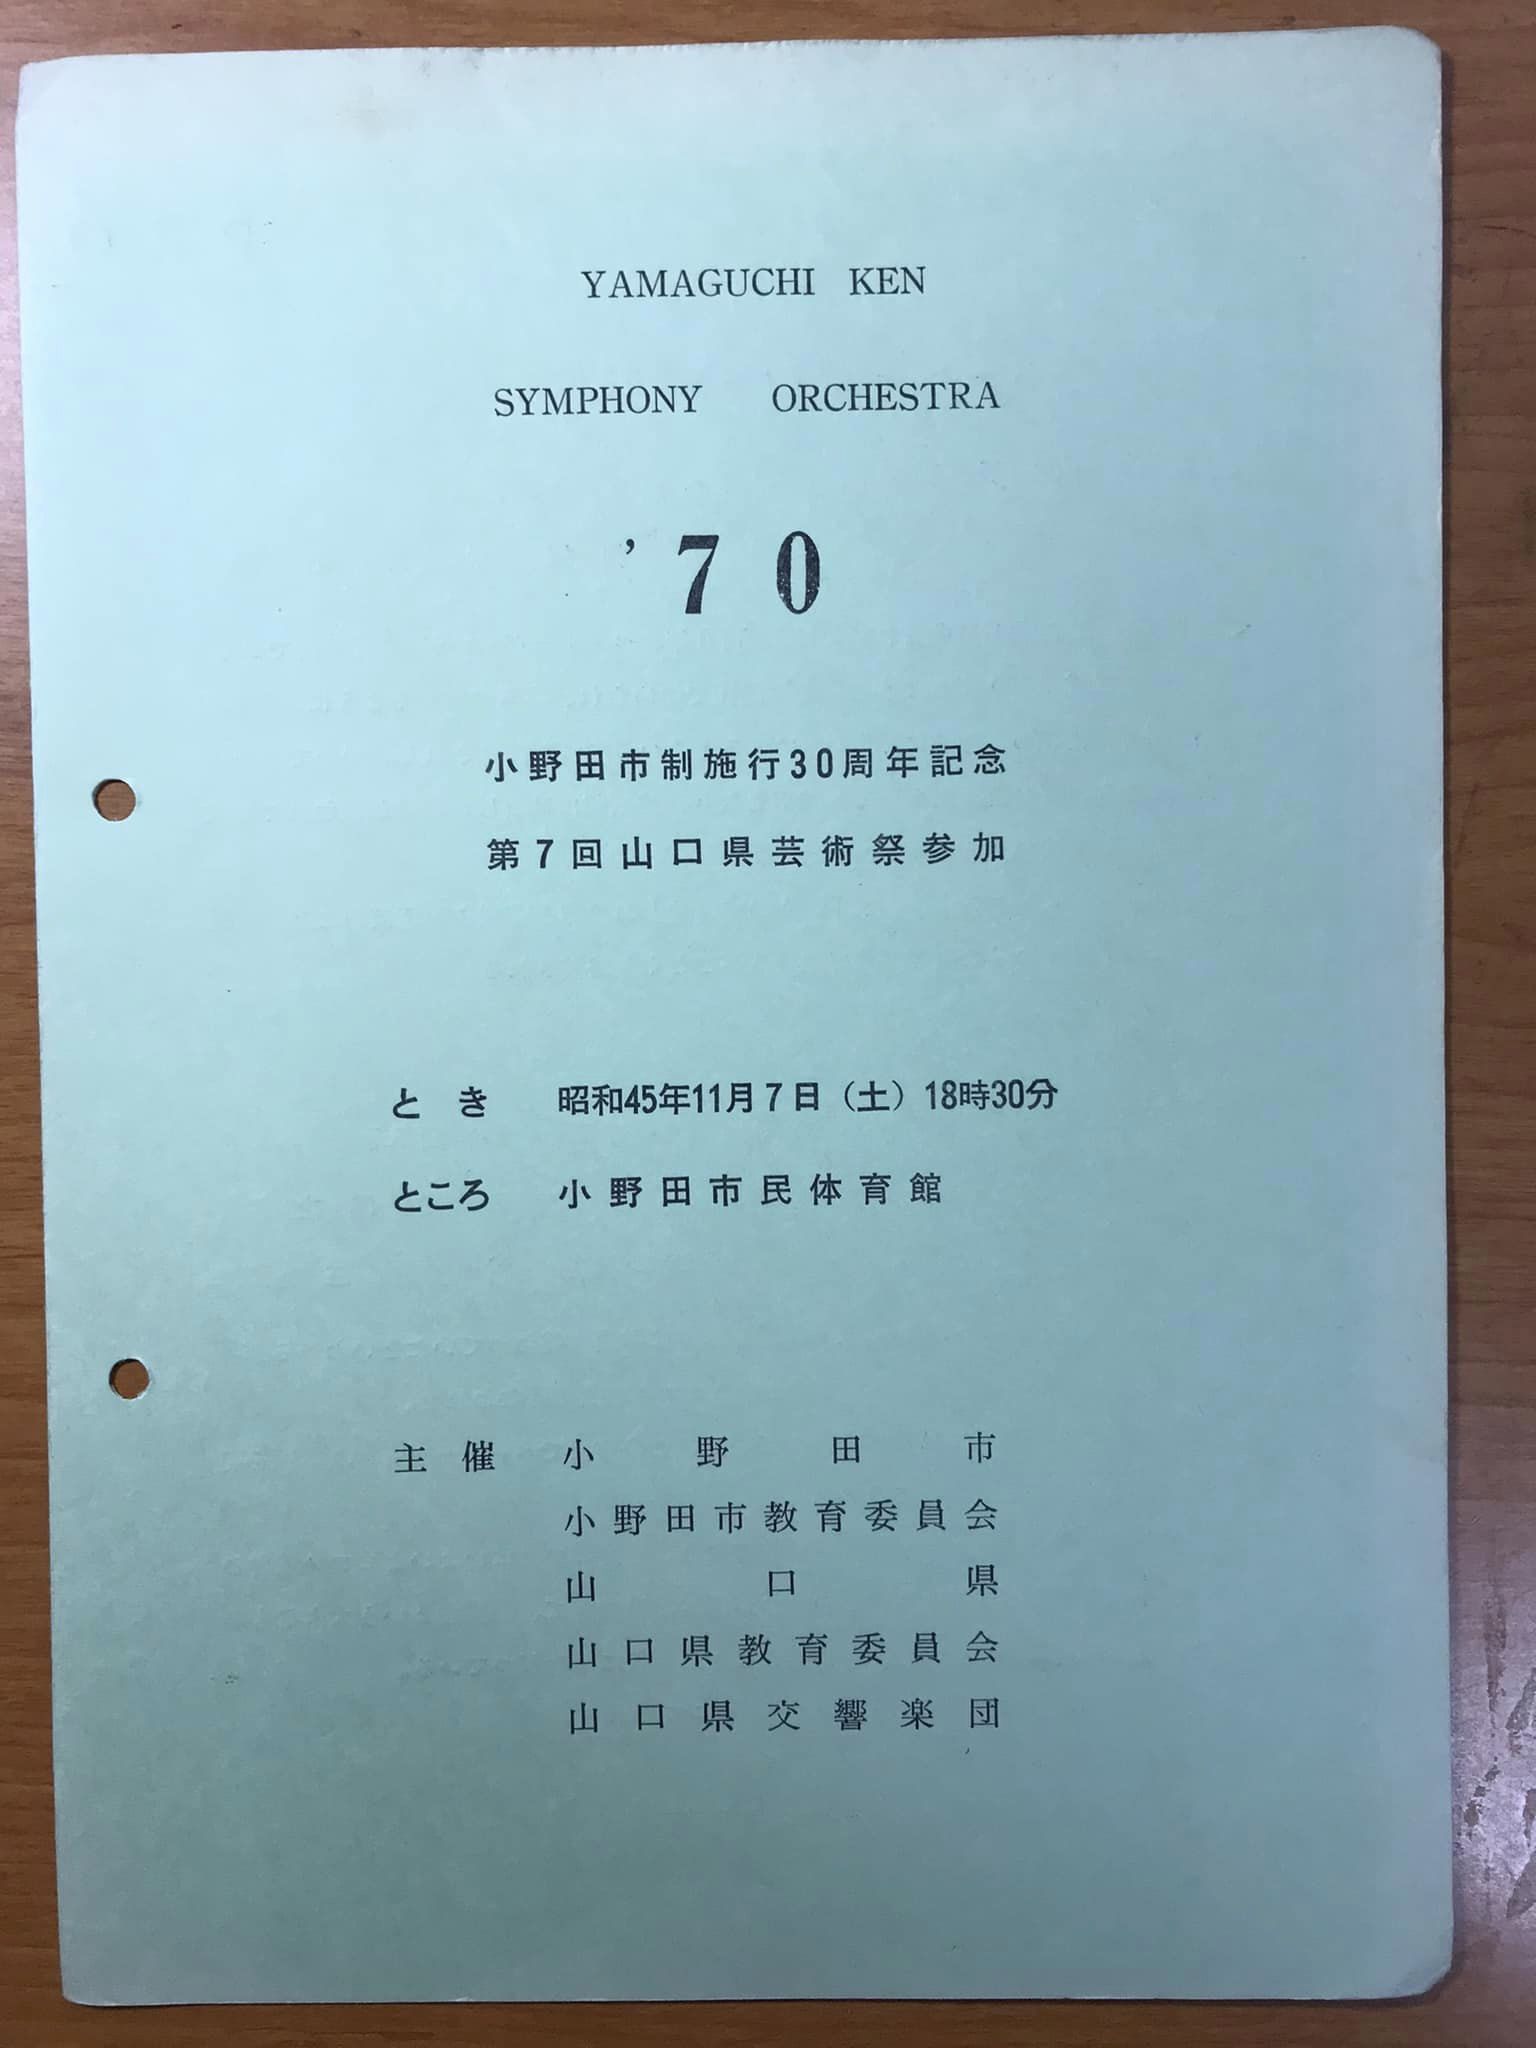 YAMAGUCHI KEN
SYMPHONY ORCHESTRA
’70
小野田市制施行30周年記念
第7回山口県芸術祭参加
とき 昭和45年11月7日（土）18時30分
ところ 小野田市民体育館
主催 小野田市
小野田市教育委員会
山口県
山口県教育委員会
山口県交響楽団